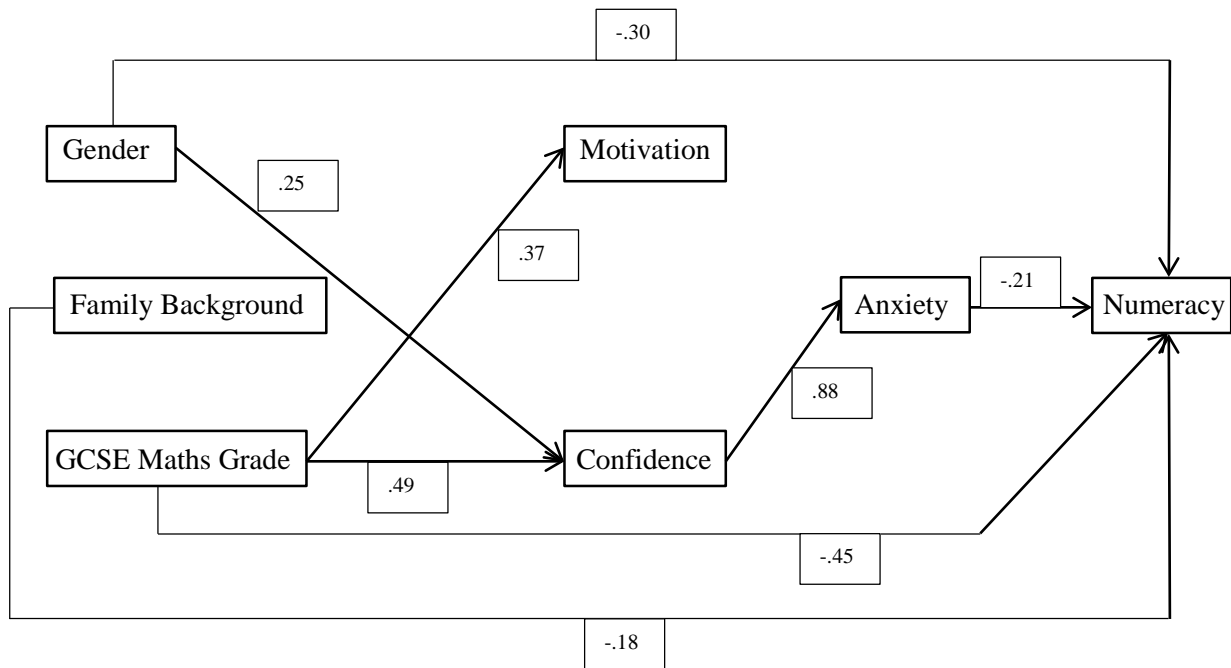 -.30
Gender
Motivation
.25
.37
Family Background
Anxiety
-.21
Numeracy
.88
GCSE Maths Grade
Confidence
.49
-.45
-.18